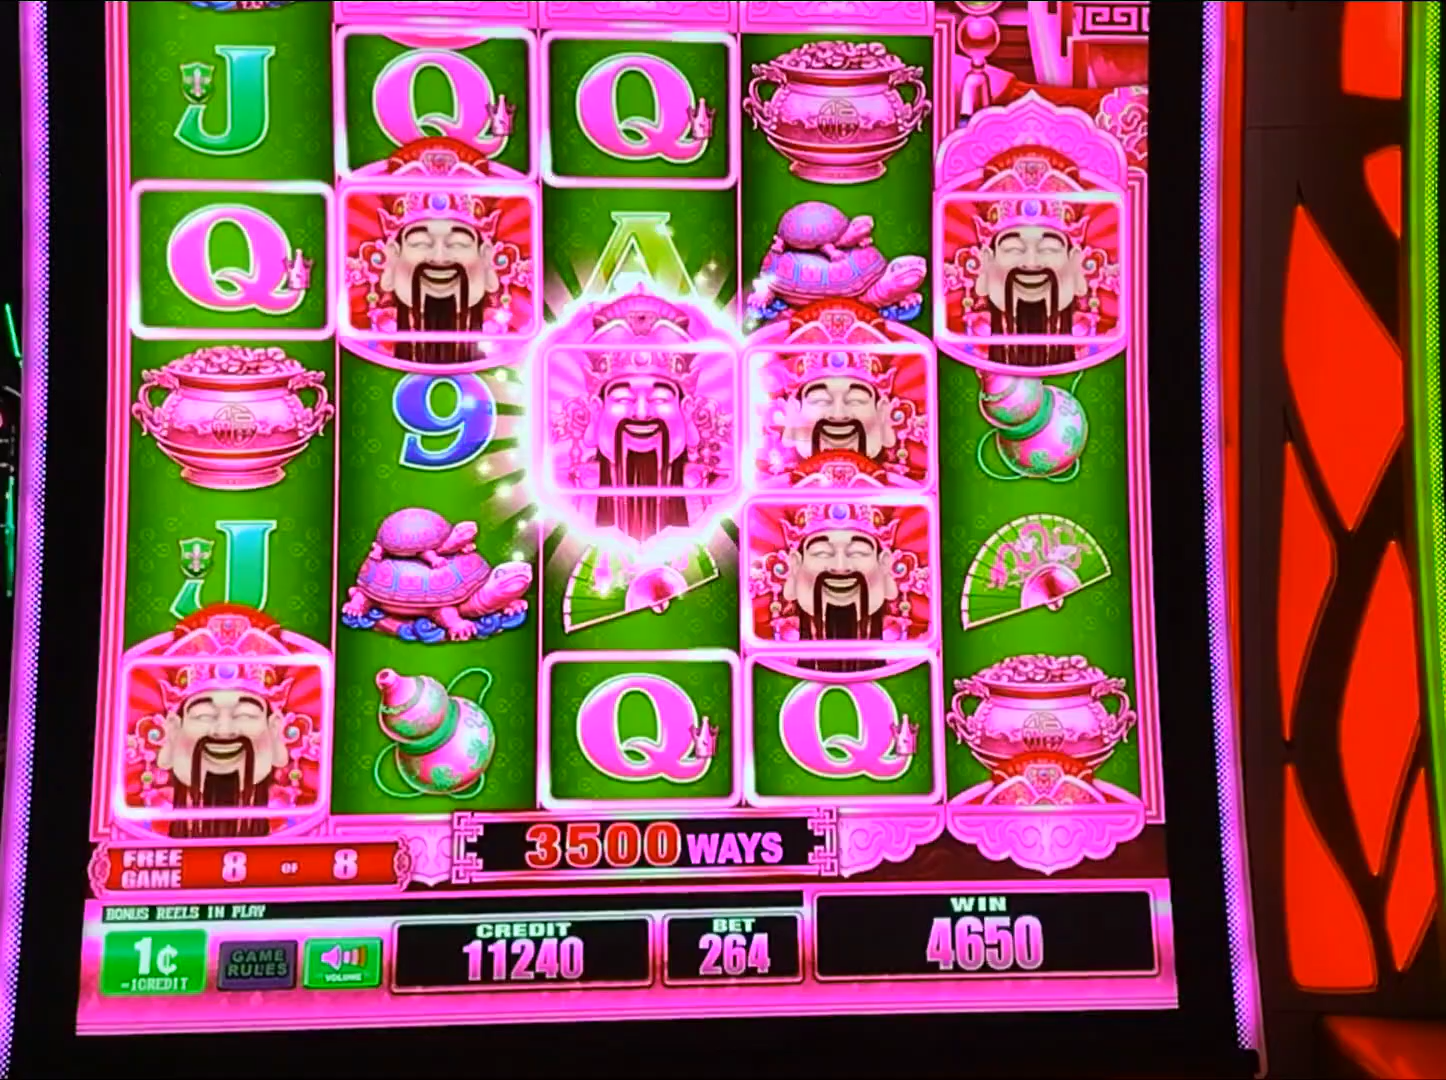 J Q Q
Q A
9
J
Q Q
3500 WAYS
FREE GAME 8 OF 8
BONUS REELS IN PLAY
1¢ =1CREDIT
GAME RULES
VOLUME
CREDIT 11240
BET 264
WIN 4650